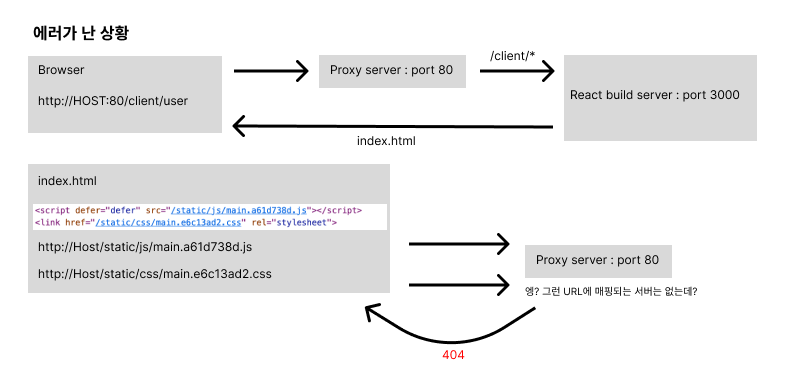 에러가 난 상황
Browser
http://HOST:80/client/user
Proxy server : port 80
/client/*
React build server : port 3000
index.html
index.html
<script defer="defer" src="/static/js/main.a61d738d.js"></script>
<link href="/static/css/main.e6c13ad2.css" rel="stylesheet">
http://Host/static/js/main.a61d738d.js
http://Host/static/css/main.e6c13ad2.css
Proxy server : port 80
엥? 그런 URL에 매핑되는 서버는 없는데?
404